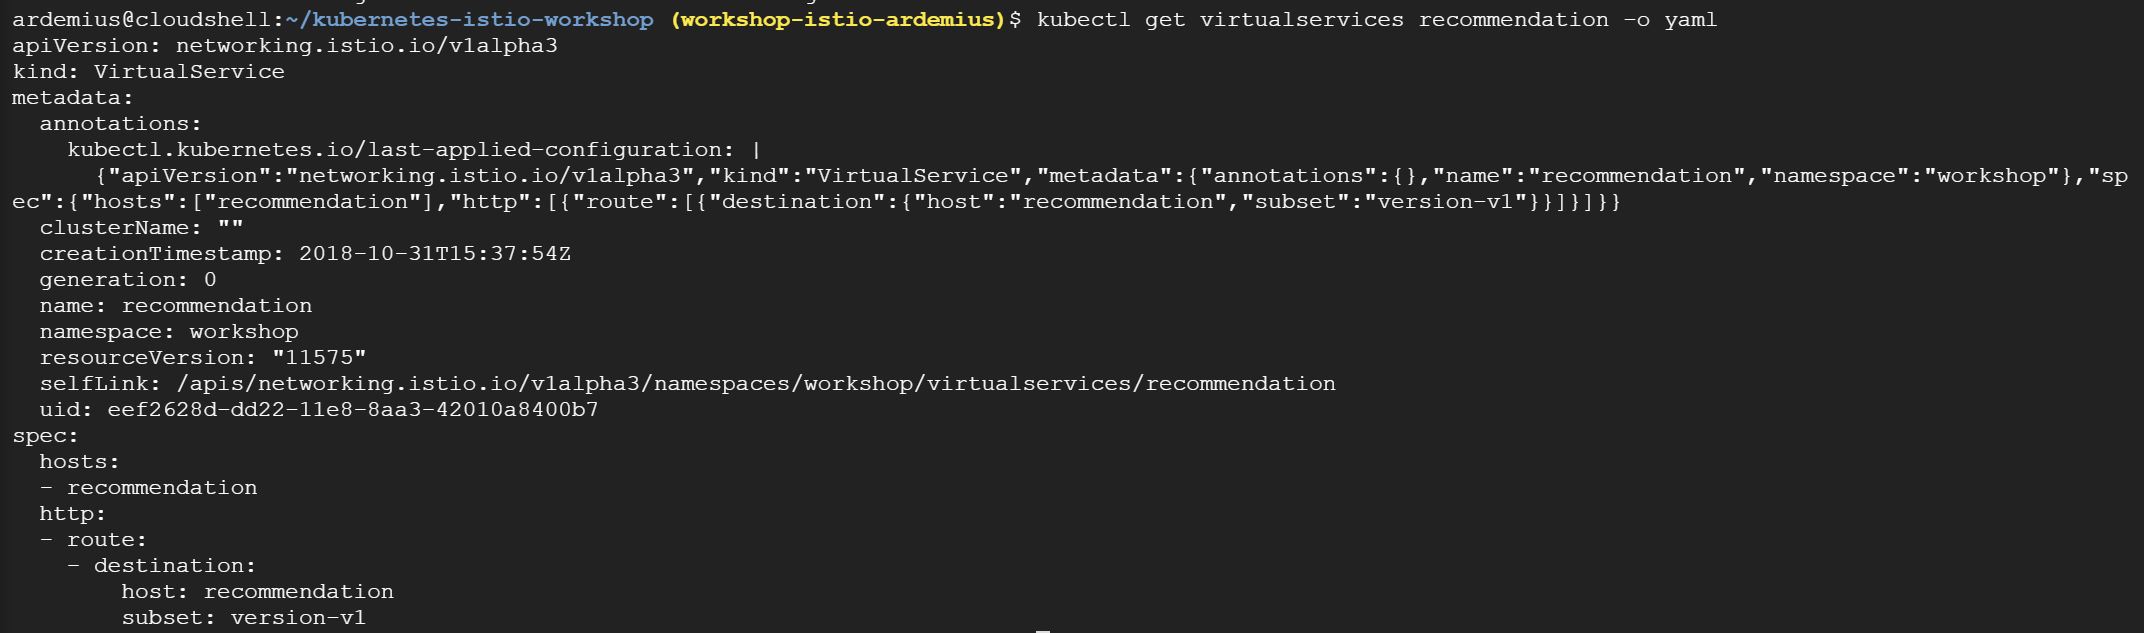 ardemius@cloudshell:~/kubernetes-istio-workshop (workshop-istio-ardemius)$ kubectl get virtualservices recommendation -o yaml
apiVersion: networking.istio.io/v1alpha3
kind: VirtualService
metadata:
  annotations:
    kubectl.kubernetes.io/last-applied-configuration: |
      {"apiVersion":"networking.istio.io/v1alpha3","kind":"VirtualService","metadata":{"annotations":{},"name":"recommendation","namespace":"workshop"},"sp
ec":{"hosts":["recommendation"],"http":[{"route":[{"destination":{"host":"recommendation","subset":"version-v1"}}]}]}}
  clusterName: ""
  creationTimestamp: 2018-10-31T15:37:54Z
  generation: 0
  name: recommendation
  namespace: workshop
  resourceVersion: "11575"
  selfLink: /apis/networking.istio.io/v1alpha3/namespaces/workshop/virtualservices/recommendation
  uid: eef2628d-dd22-11e8-8aa3-42010a8400b7
spec:
  hosts:
  - recommendation
  http:
  - route:
    - destination:
        host: recommendation
        subset: version-v1